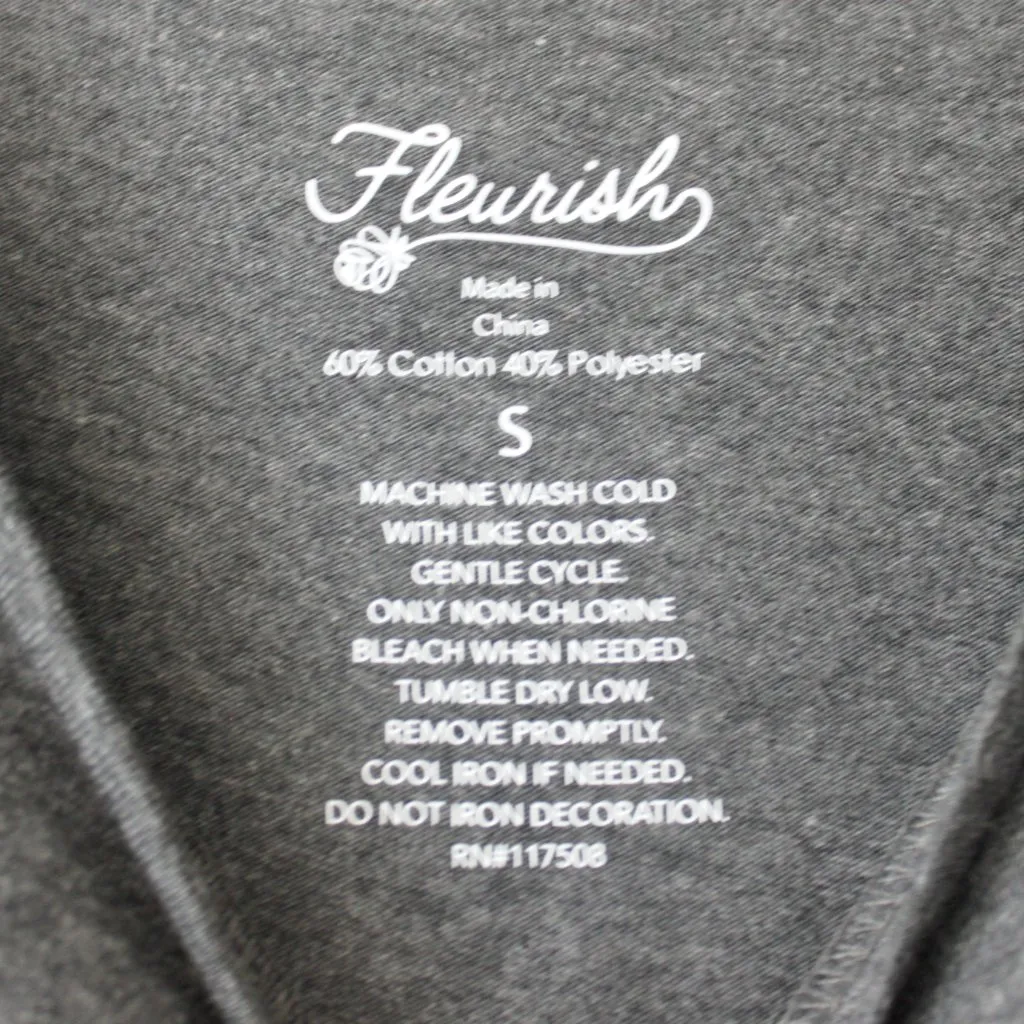 Fleurish
Made in
China
60% Cotton 40% Polyester
S
MACHINE WASH COLD
WITH LIKE COLORS.
GENTLE CYCLE.
ONLY NON-CHLORINE
BLEACH WHEN NEEDED.
TUMBLE DRY LOW.
REMOVE PROMPTLY.
COOL IRON IF NEEDED.
DO NOT IRON DECORATION.
RN#117508